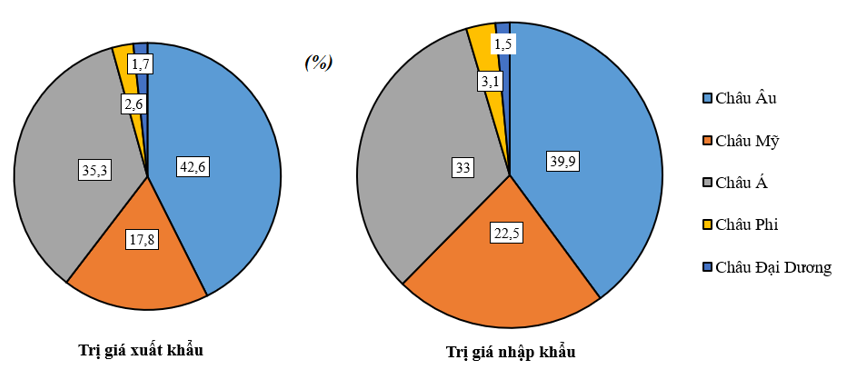 1,7
2,6
35,3
42,6
17,8
Trị giá xuất khẩu
(%)
1,5
3,1
33
39,9
22,5
Trị giá nhập khẩu
Châu Âu
Châu Mỹ
Châu Á
Châu Phi
Châu Đại Dương